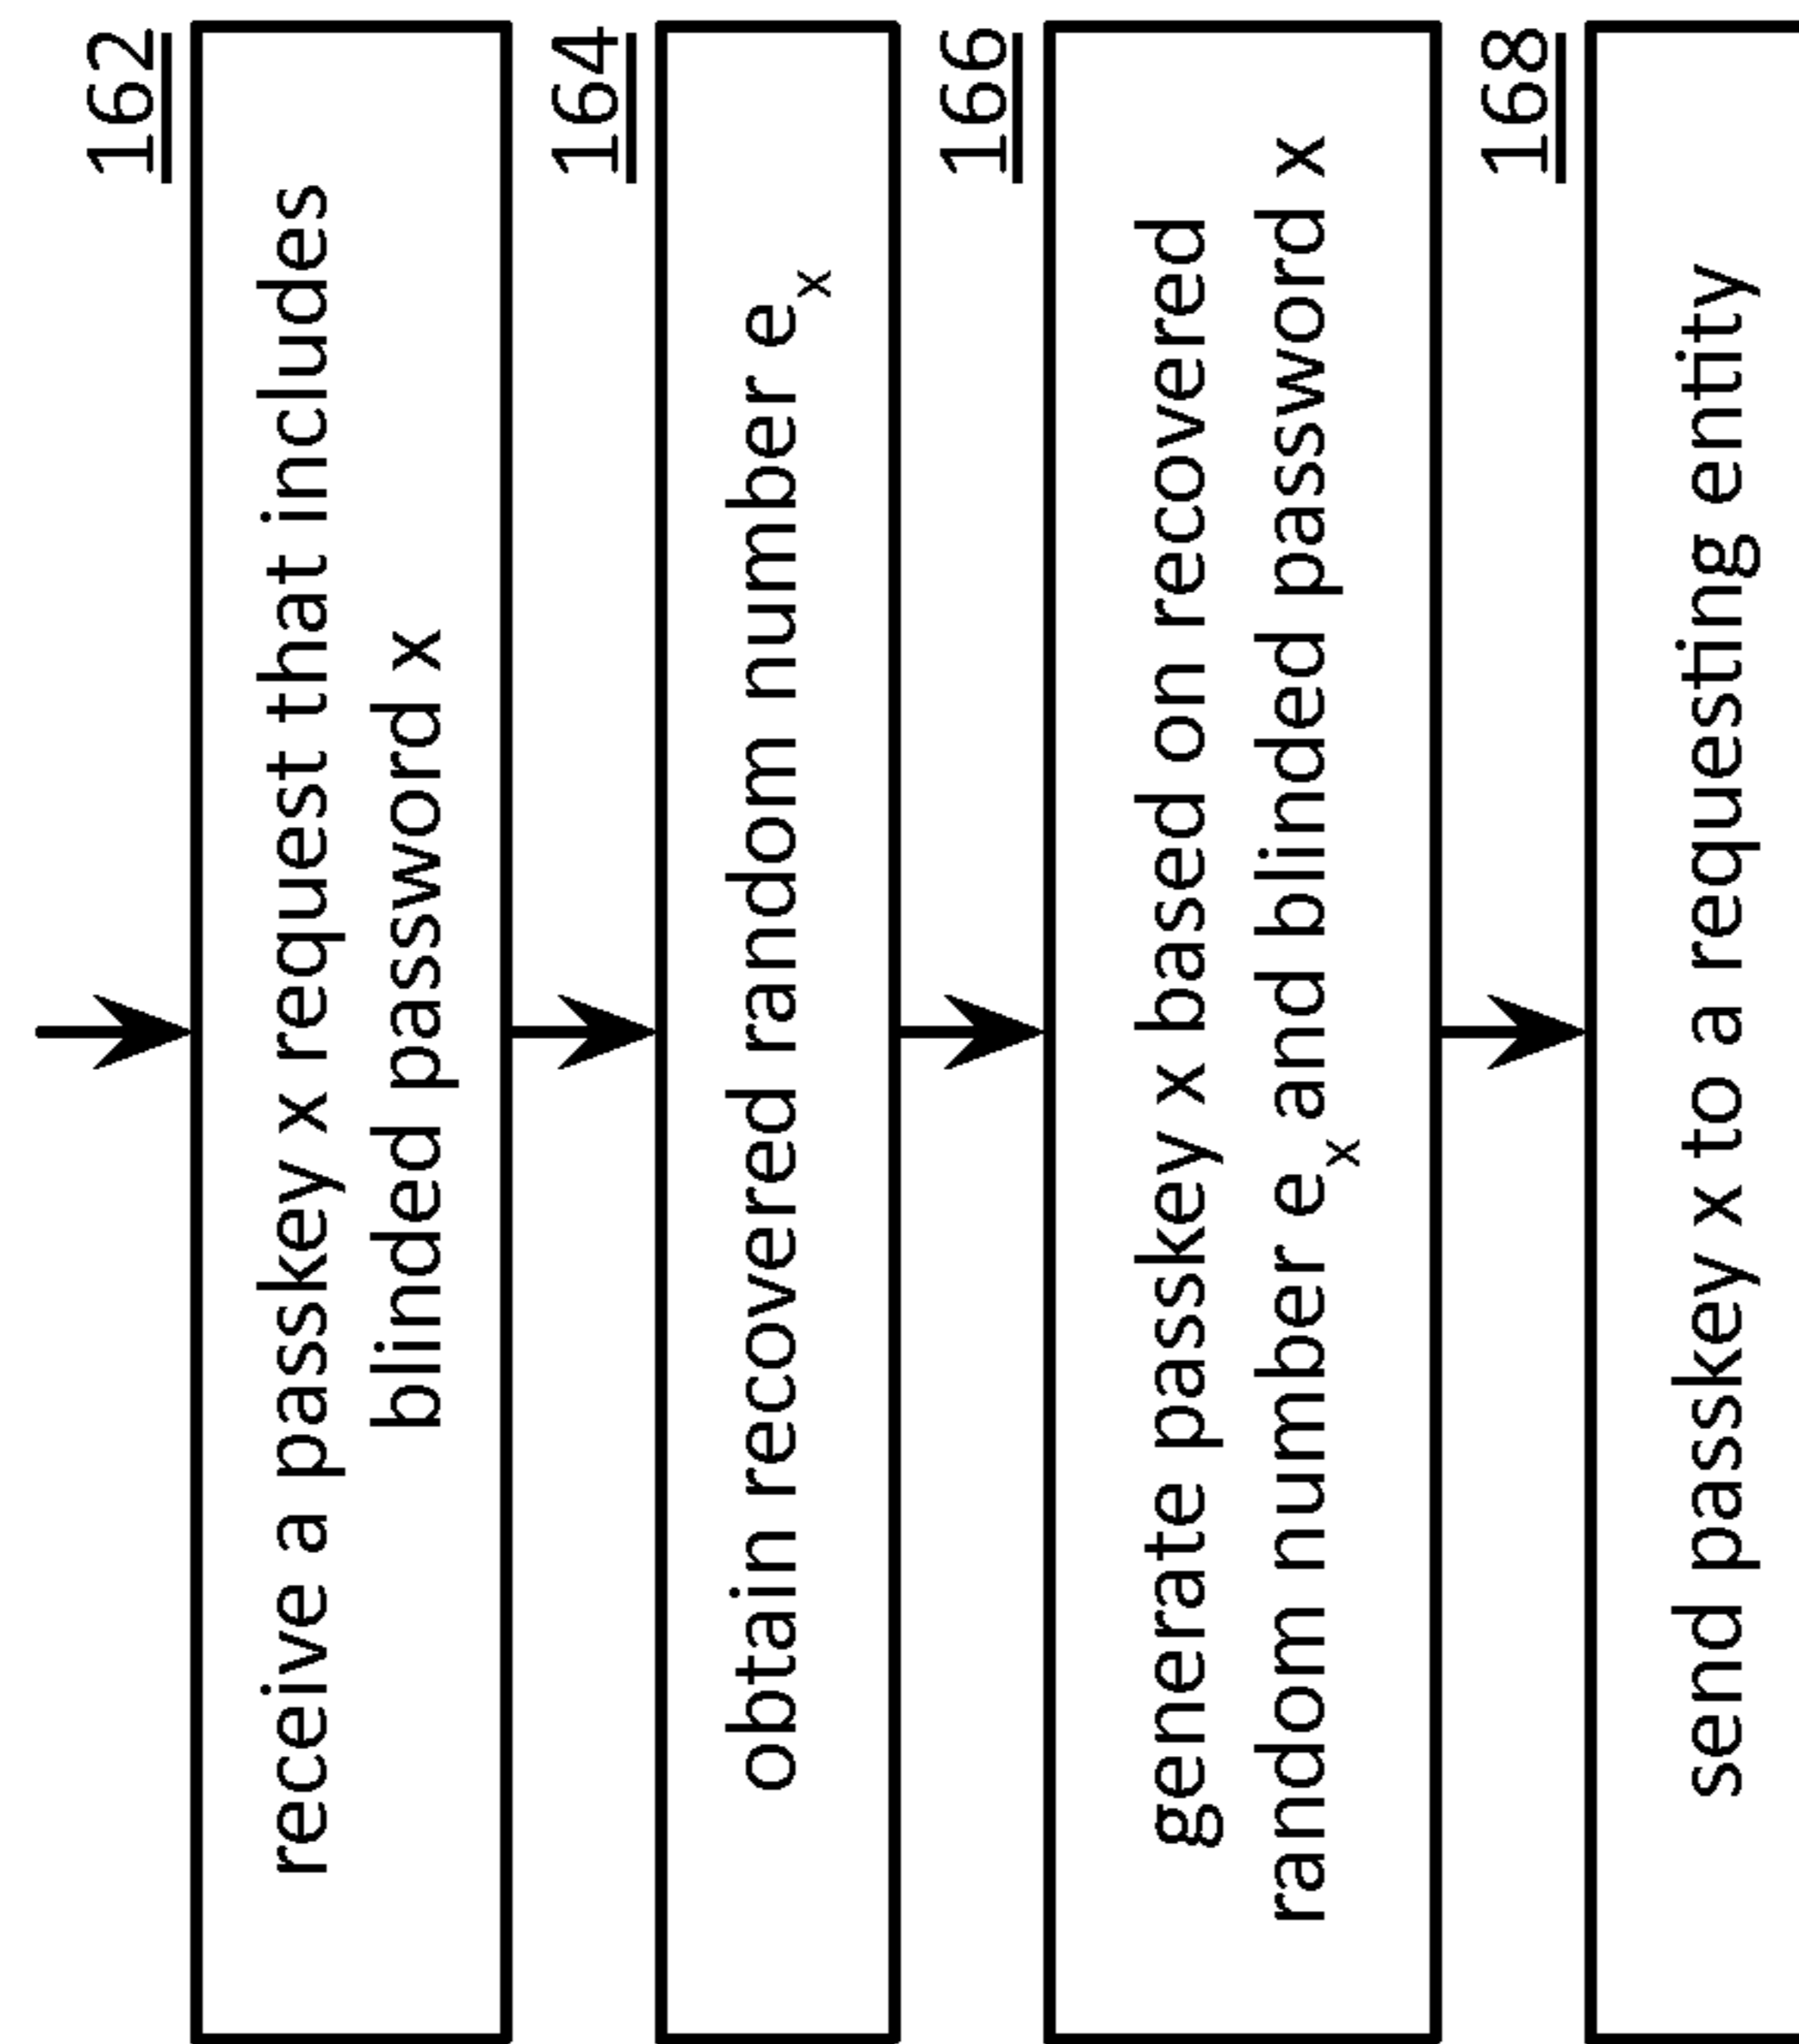 162
receive a passkey x request that includes
blinded password x
164
obtain recovered random number eₓ
166
generate passkey x based on recovered
random number eₓ and blinded password x
168
send passkey x to a requesting entity